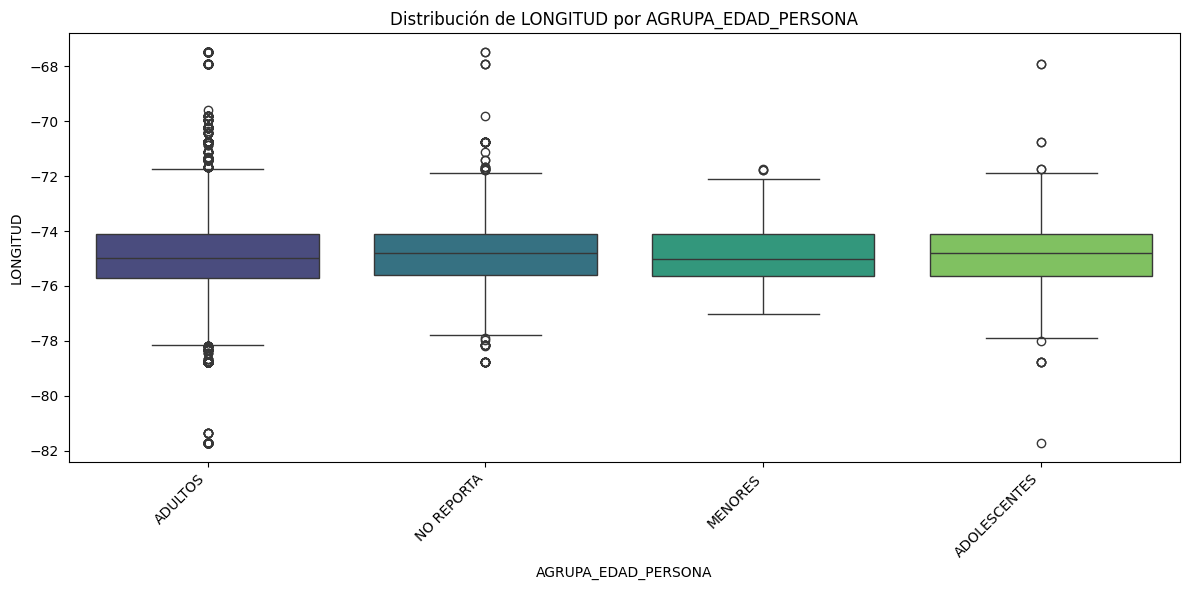 Distribución de LONGITUD por AGRUPA_EDAD_PERSONA
LONGITUD
−68
−70
−72
−74
−76
−78
−80
−82
ADULTOS
NO REPORTA
MENORES
ADOLESCENTES
AGRUPA_EDAD_PERSONA